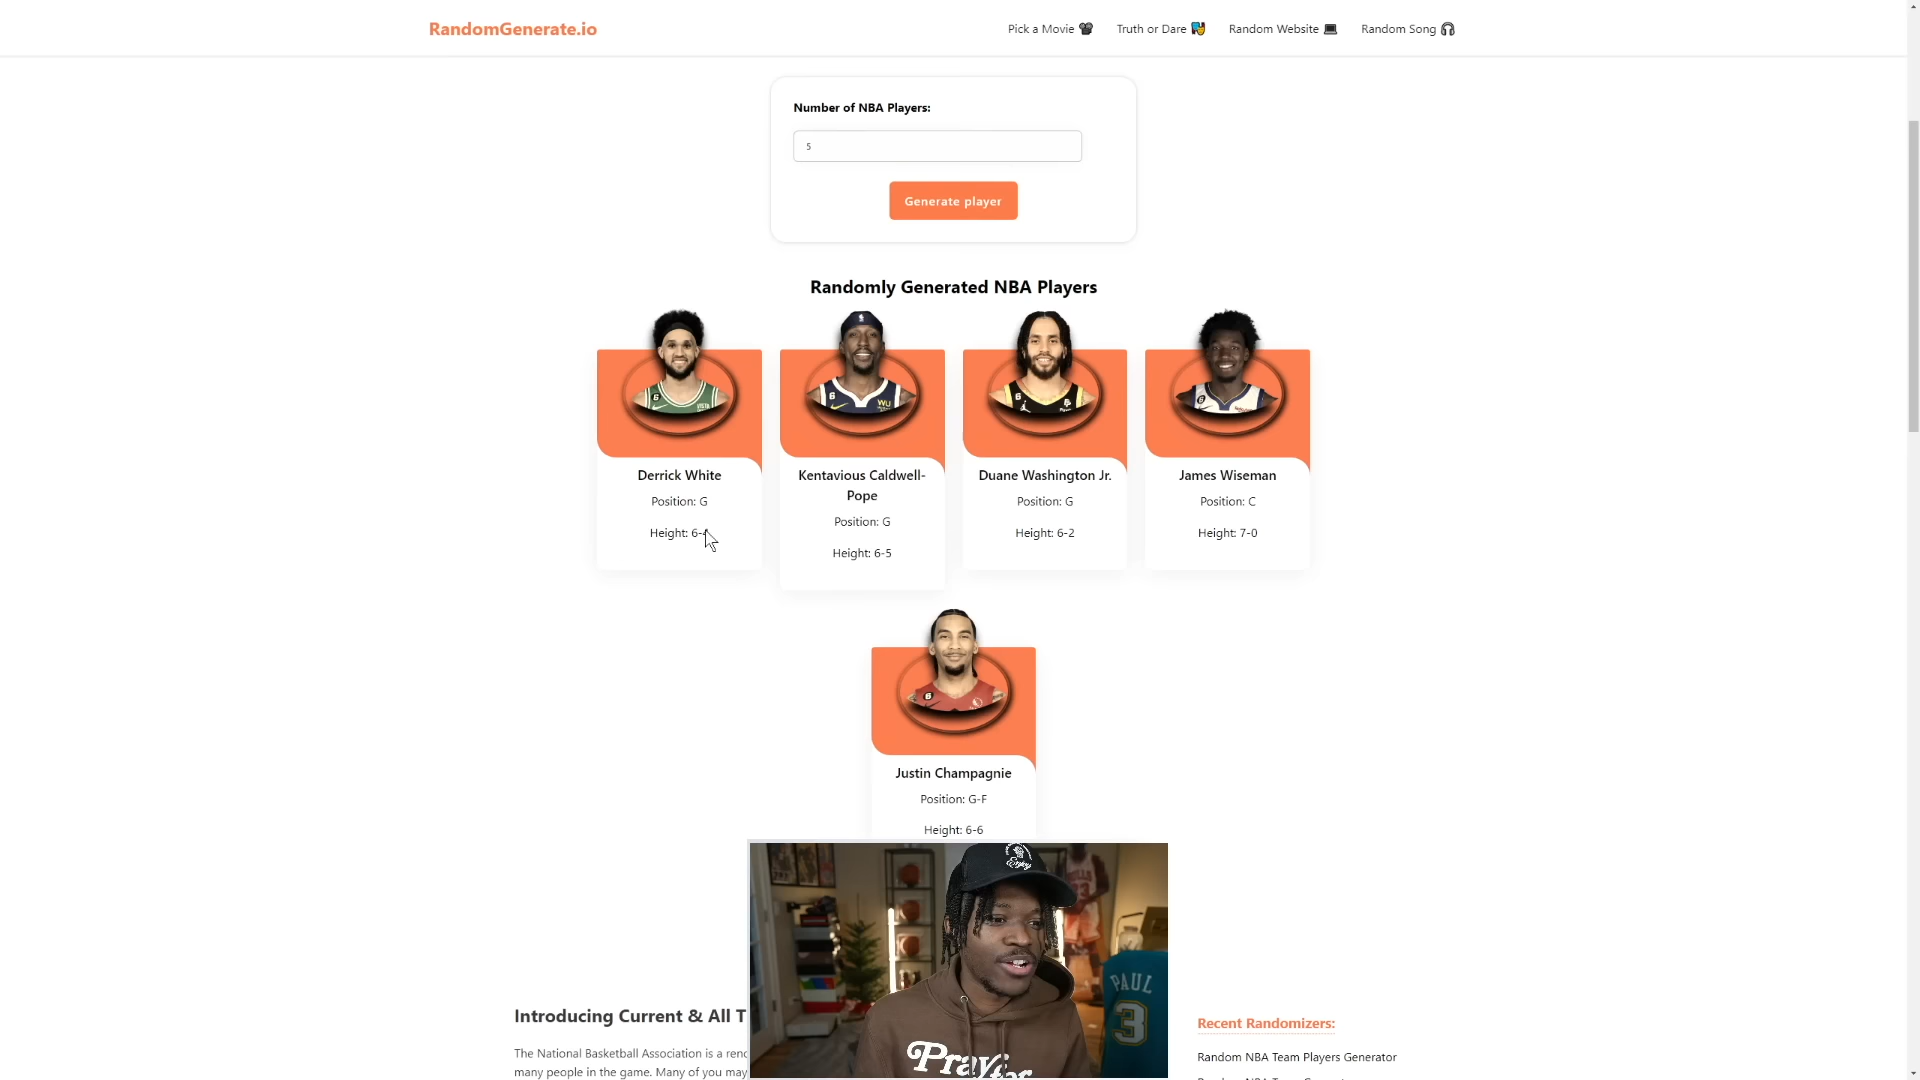 RandomGenerate.io
Pick a Movie
Truth or Dare
Random Website
Random Song
Number of NBA Players:
5
Generate player
Randomly Generated NBA Players
Derrick White
Position: G
Height: 6-4
Kentavious Caldwell-
Pope
Position: G
Height: 6-5
Duane Washington Jr.
Position: G
Height: 6-2
James Wiseman
Position: C
Height: 7-0
Justin Champagnie
Position: G-F
Height: 6-6
Enjoy
PAUL
3
Introducing Current & All T
The National Basketball Association is a reno
many people in the game. Many of you may
Recent Randomizers:
Random NBA Team Players Generator